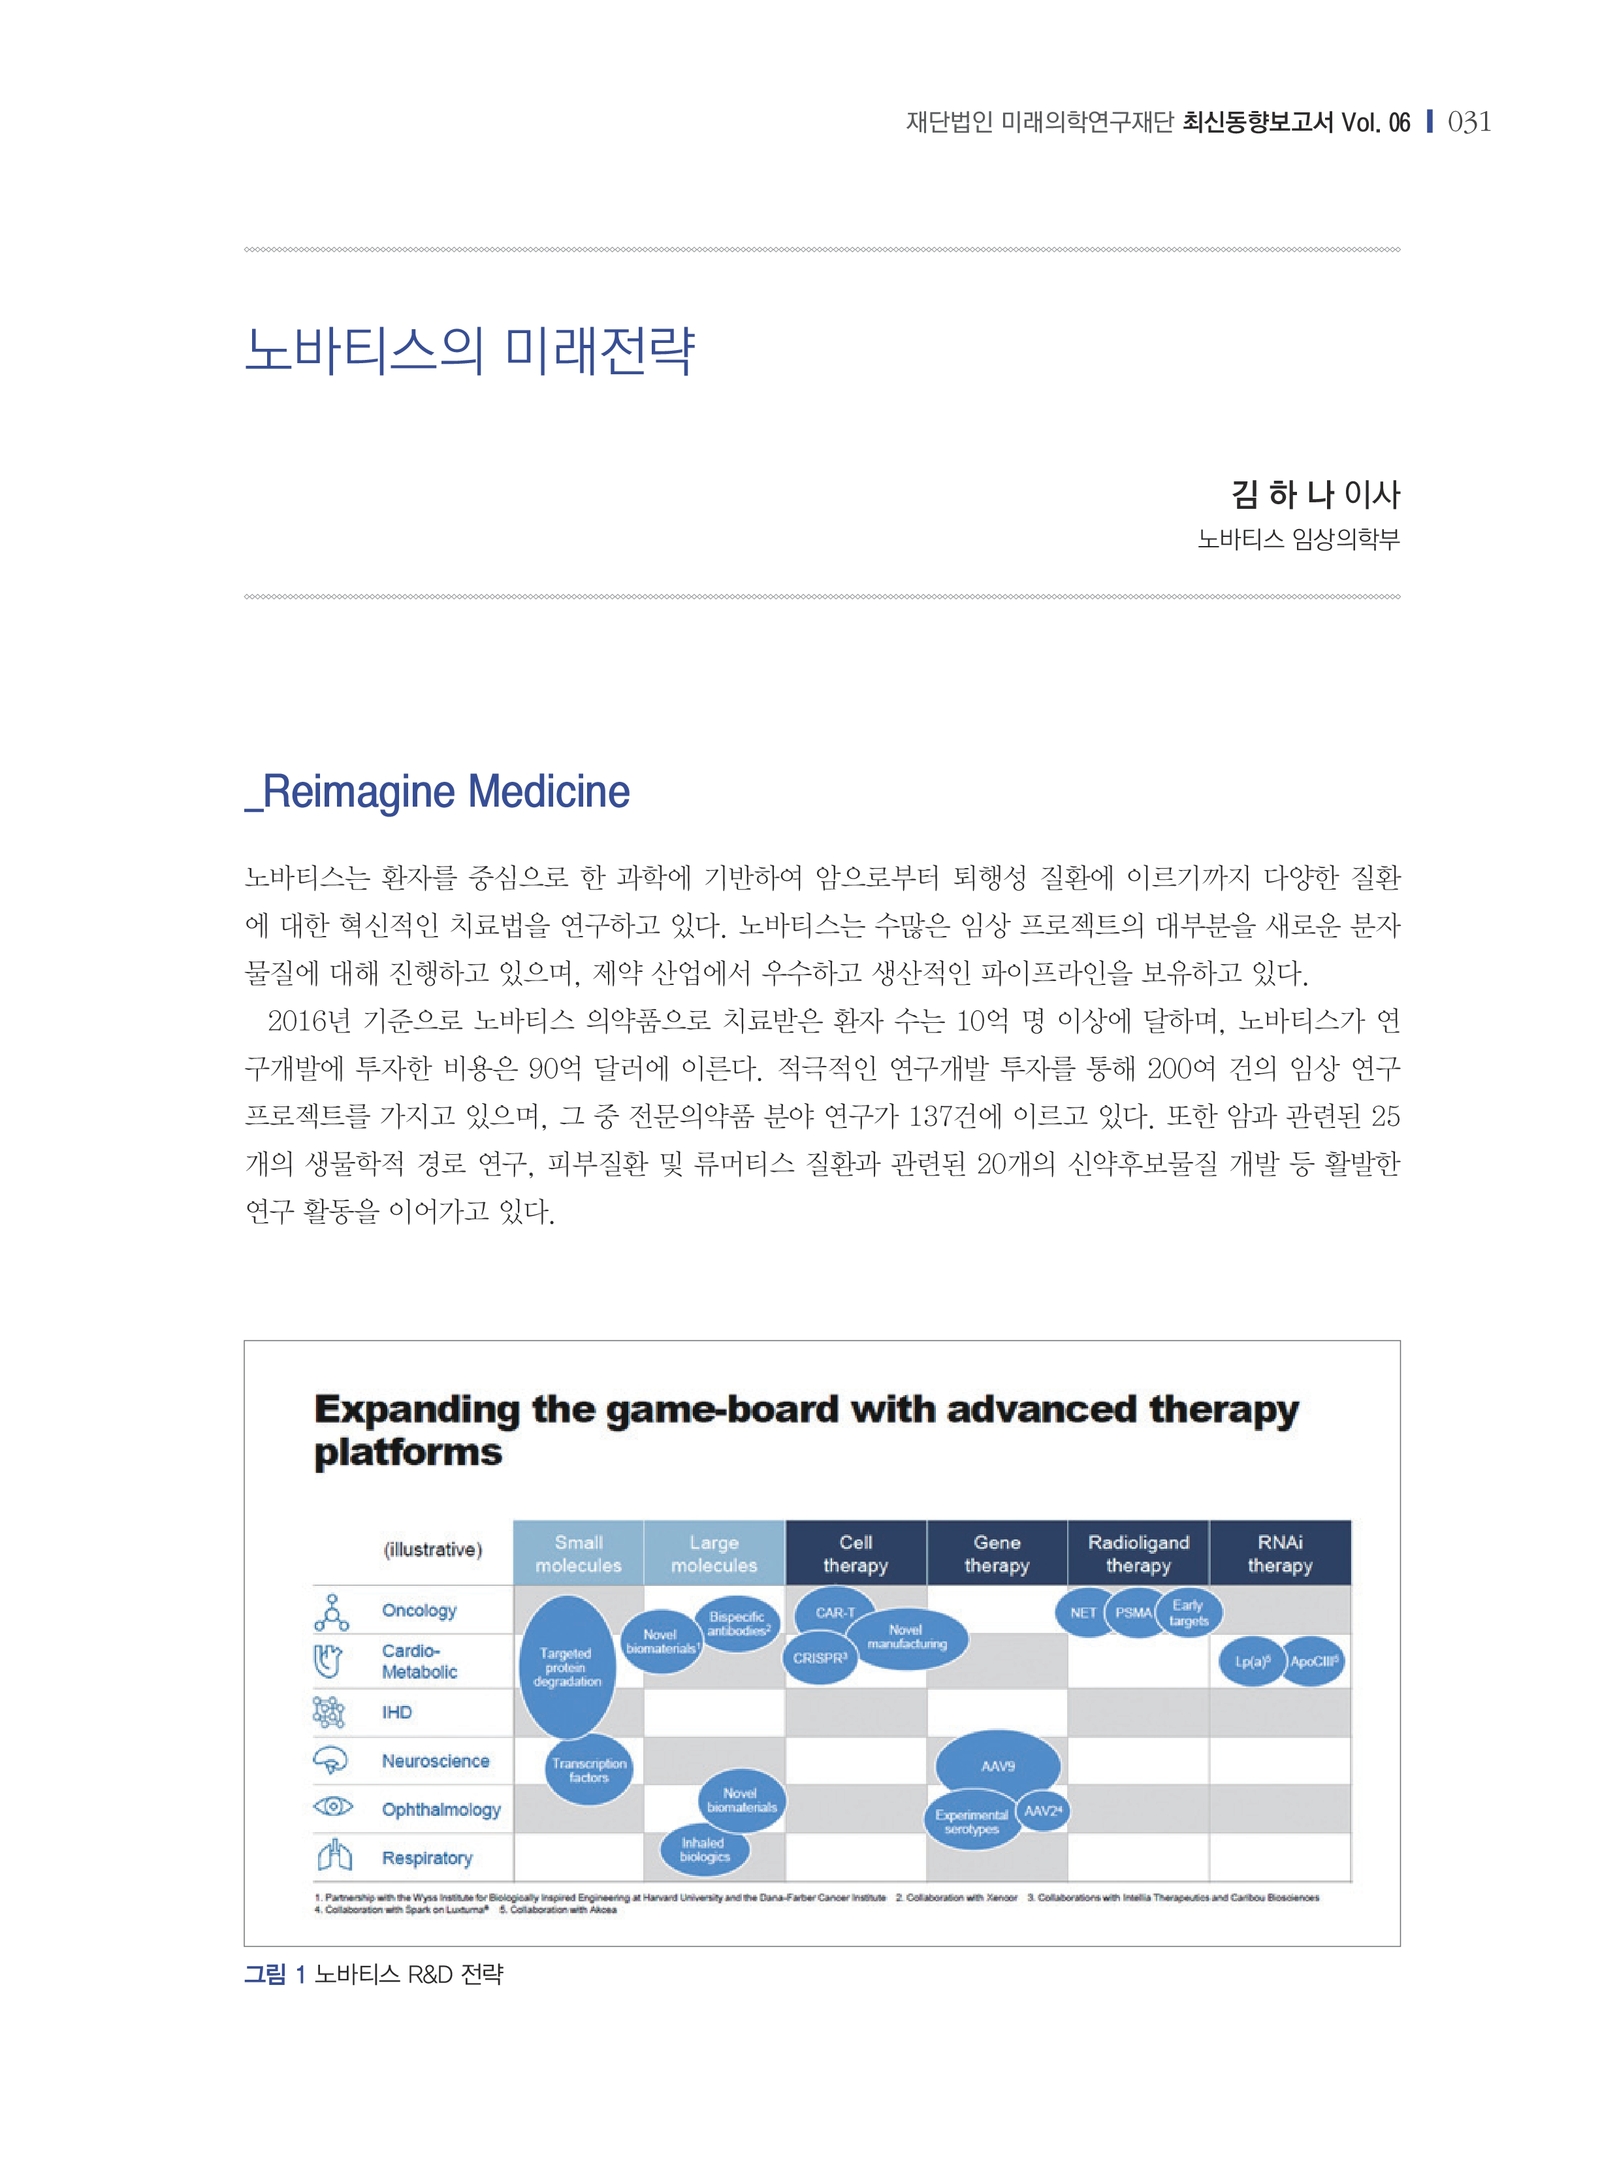 재단법인 미래의학연구재단 최신동향보고서 Vol. 06 031
노바티스의 미래전략
김 하 나 이사
노바티스 임상의학부
_Reimagine Medicine
노바티스는 환자를 중심으로 한 과학에 기반하여 암으로부터 퇴행성 질환에 이르기까지 다양한 질환
에 대한 혁신적인 치료법을 연구하고 있다. 노바티스는 수많은 임상 프로젝트의 대부분을 새로운 분자
물질에 대해 진행하고 있으며, 제약 산업에서 우수하고 생산적인 파이프라인을 보유하고 있다.
2016년 기준으로 노바티스 의약품으로 치료받은 환자 수는 10억 명 이상에 달하며, 노바티스가 연
구개발에 투자한 비용은 90억 달러에 이른다. 적극적인 연구개발 투자를 통해 200여 건의 임상 연구
프로젝트를 가지고 있으며, 그 중 전문의약품 분야 연구가 137건에 이르고 있다. 또한 암과 관련된 25
개의 생물학적 경로 연구, 피부질환 및 류머티스 질환과 관련된 20개의 신약후보물질 개발 등 활발한
연구 활동을 이어가고 있다.
Expanding the game-board with advanced therapy
platforms
(illustrative)
Small
molecules
Large
molecules
Cell
therapy
Gene
therapy
Radioligand
therapy
RNAi
therapy
Oncology
Cardio-
Metabolic
IHD
Neuroscience
Ophthalmology
Respiratory
Targeted
protein
degradation
Transcription
factors
Novel
biomaterials¹
Bispecific
antibodies²
Novel
biomaterials
Inhaled
biologics
CAR-T
CRISPR³
Novel
manufacturing
AAV9
Experimental
serotypes
AAV2⁴
NET
PSMA
Early
targets
Lp(a)⁵
ApoCIII⁵
1. Partnership with the Wyss Institute for Biologically Inspired Engineering at Harvard University and the Dana-Farber Cancer Institute 2. Collaboration with Xencor 3. Collaborations with Intellia Therapeutics and Caribou Biosciences
4. Collaboration with Spark on Luxturna® 5. Collaboration with Akcea
그림 1 노바티스 R&D 전략